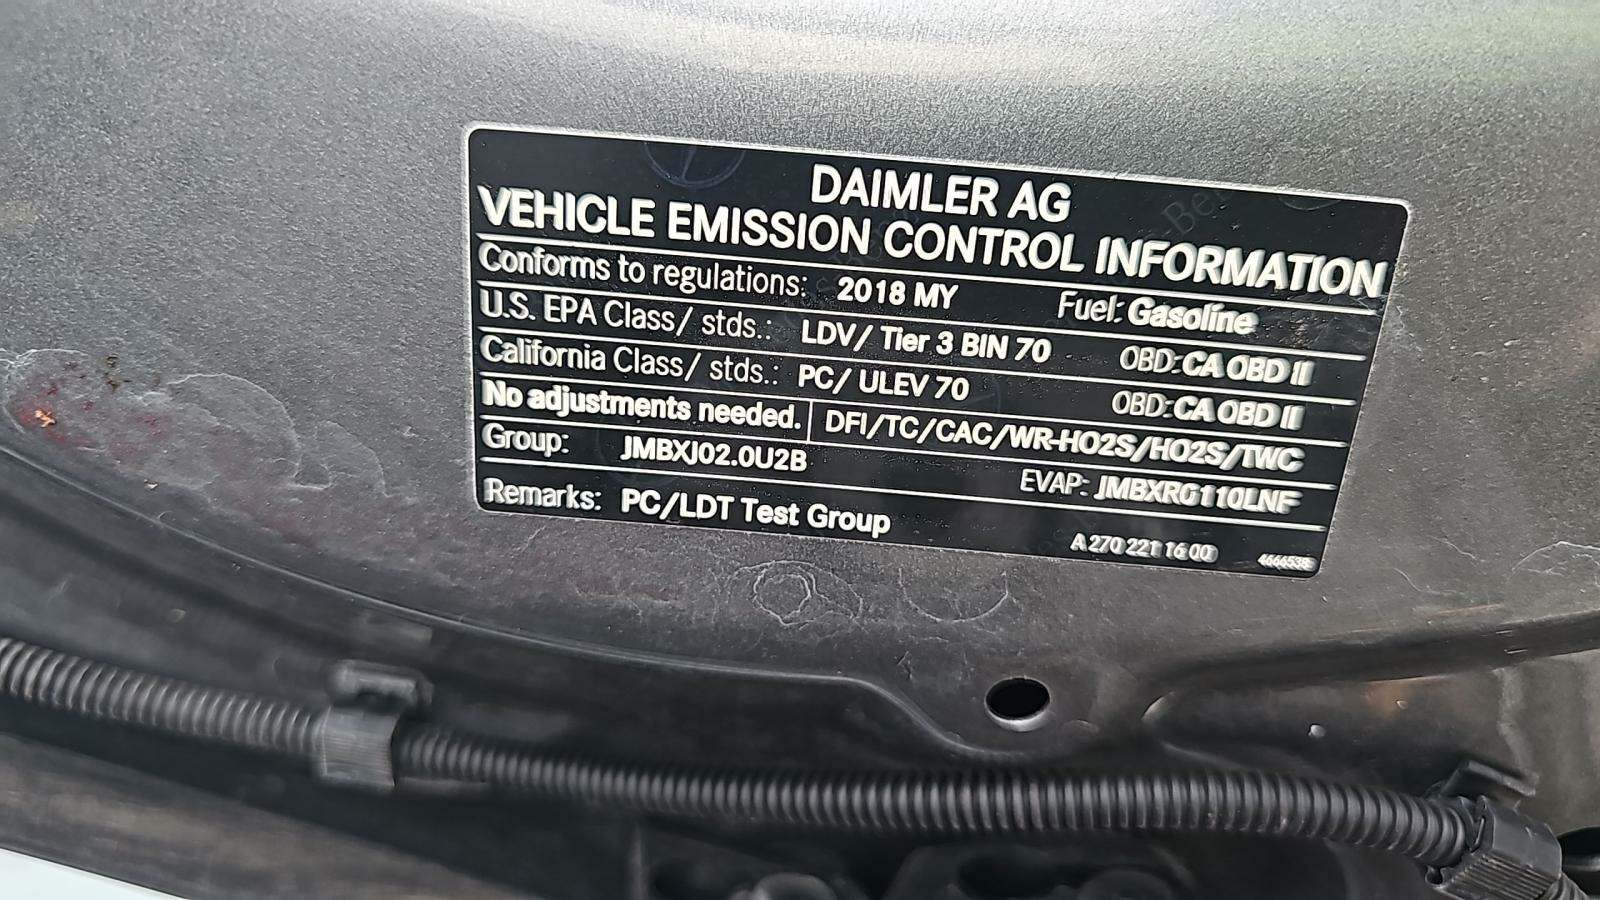 DAIMLER AG
VEHICLE EMISSION CONTROL INFORMATION
Conforms to regulations: 2018 MY Fuel: Gasoline
U.S. EPA Class/ stds.: LDV/ Tier 3 BIN 70 OBD: CA OBD II
California Class/ stds.: PC/ ULEV 70 OBD: CA OBD II
No adjustments needed. DFI/TC/CAC/WR-HO2S/HO2S/TWC
Group: JMBXJ02.0U2B EVAP: JMBXR0110LNF
Remarks: PC/LDT Test Group
A 270 221 16 00 4666538